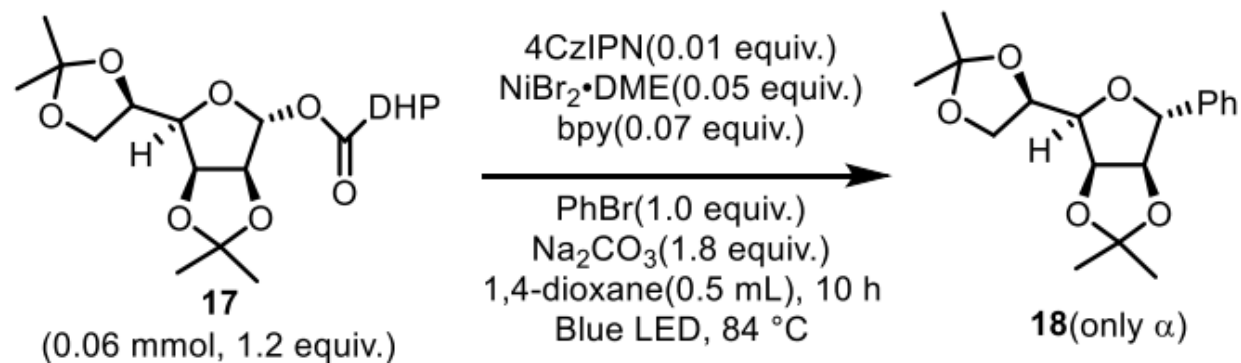 O
O
O
O
DHP
H
O
O
O
17
(0.06 mmol, 1.2 equiv.)
4CzIPN(0.01 equiv.)
NiBr₂•DME(0.05 equiv.)
bpy(0.07 equiv.)
PhBr(1.0 equiv.)
Na₂CO₃(1.8 equiv.)
1,4-dioxane(0.5 mL), 10 h
Blue LED, 84 °C
O
O
O
Ph
H
O
O
18(only α)